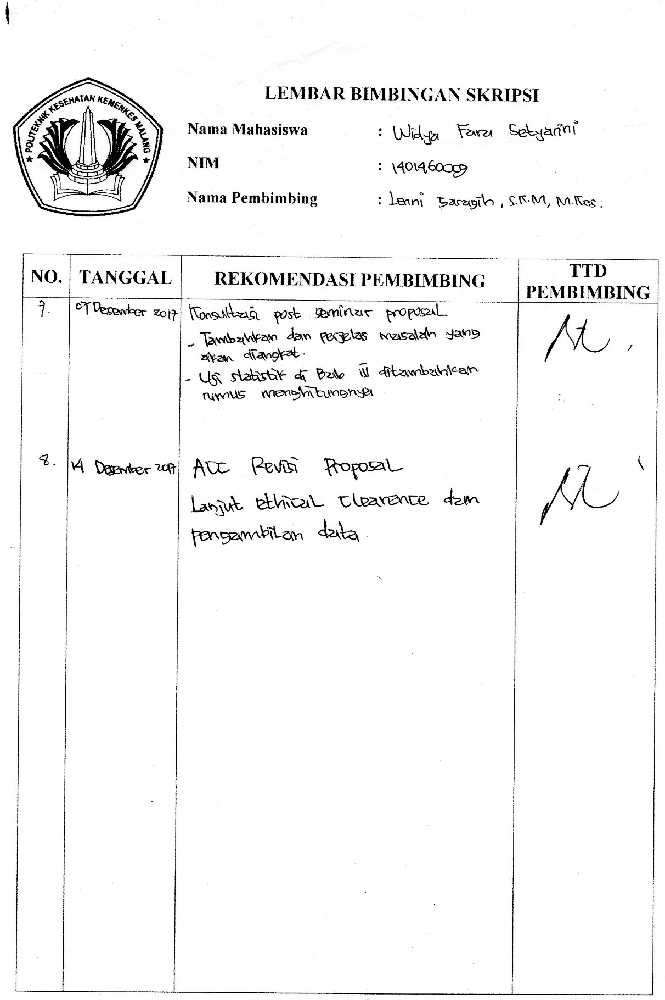 POLITEKNIK KESEHATAN KEMENKES MALANG
LEMBAR BIMBINGAN SKRIPSI
Nama Mahasiswa : Widya Fara Setyarini
NIM : 1401460009
Nama Pembimbing : Lenni Saragih, S.K.M, M.Kes.
NO. TANGGAL REKOMENDASI PEMBIMBING TTD PEMBIMBING
7. 07 Desember 2017 Konsultasi post seminar proposal
- Tambahkan dan perjelas masalah yang
akan diangkat.
- Uji statistik di Bab III ditambahkan
rumus menghitungnya.
8. 14 Desember 2017 ACC Revisi Proposal
Lanjut ethical clearence dan
pengambilan data.